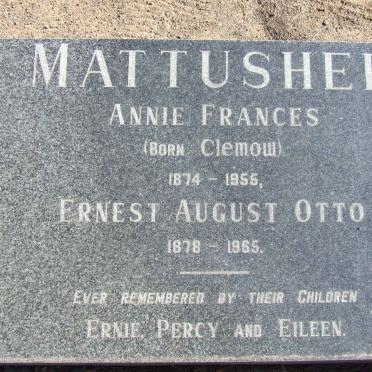 MATTUSHE
ANNIE FRANCES
(BORN CLEMOW)
1874 - 1955,
ERNEST AUGUST OTTO
1878 - 1965.
EVER REMEMBERED BY THEIR CHILDREN
ERNIE, PERCY AND EILEEN.